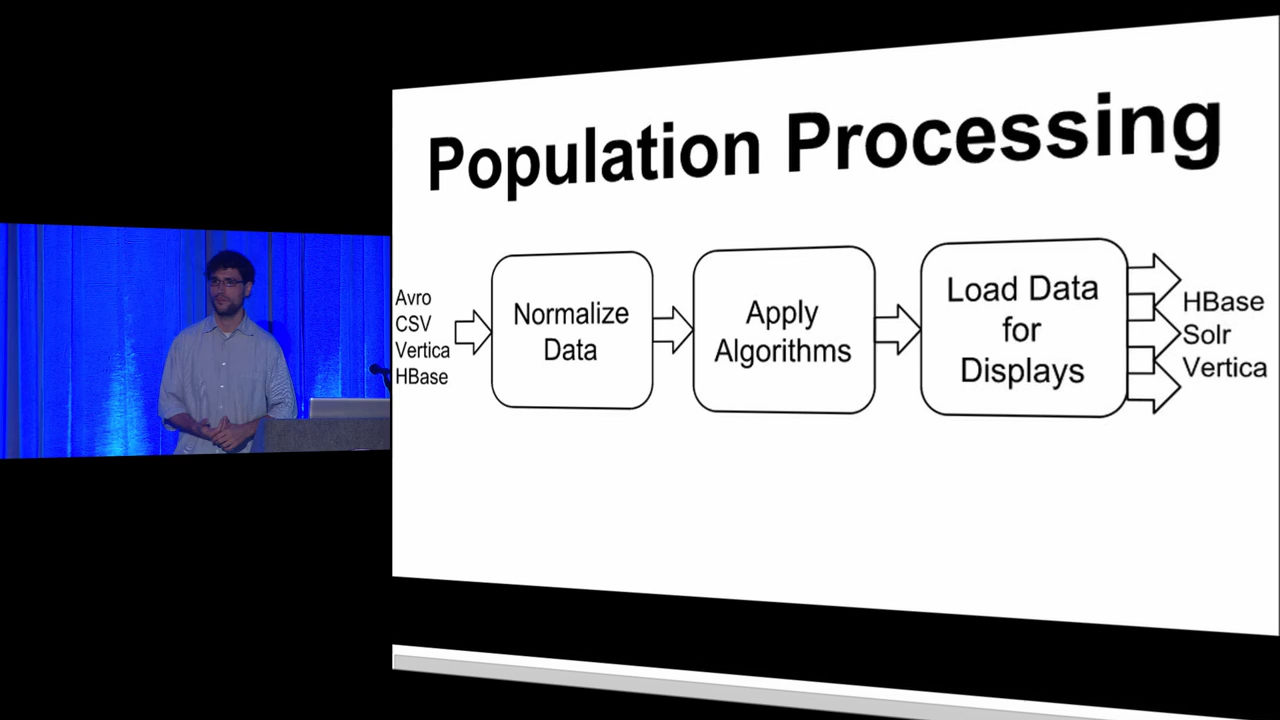 Population Processing
Avro
CSV
Vertica
HBase
Normalize
Data
Apply
Algorithms
Load Data
for
Displays
HBase
Solr
Vertica